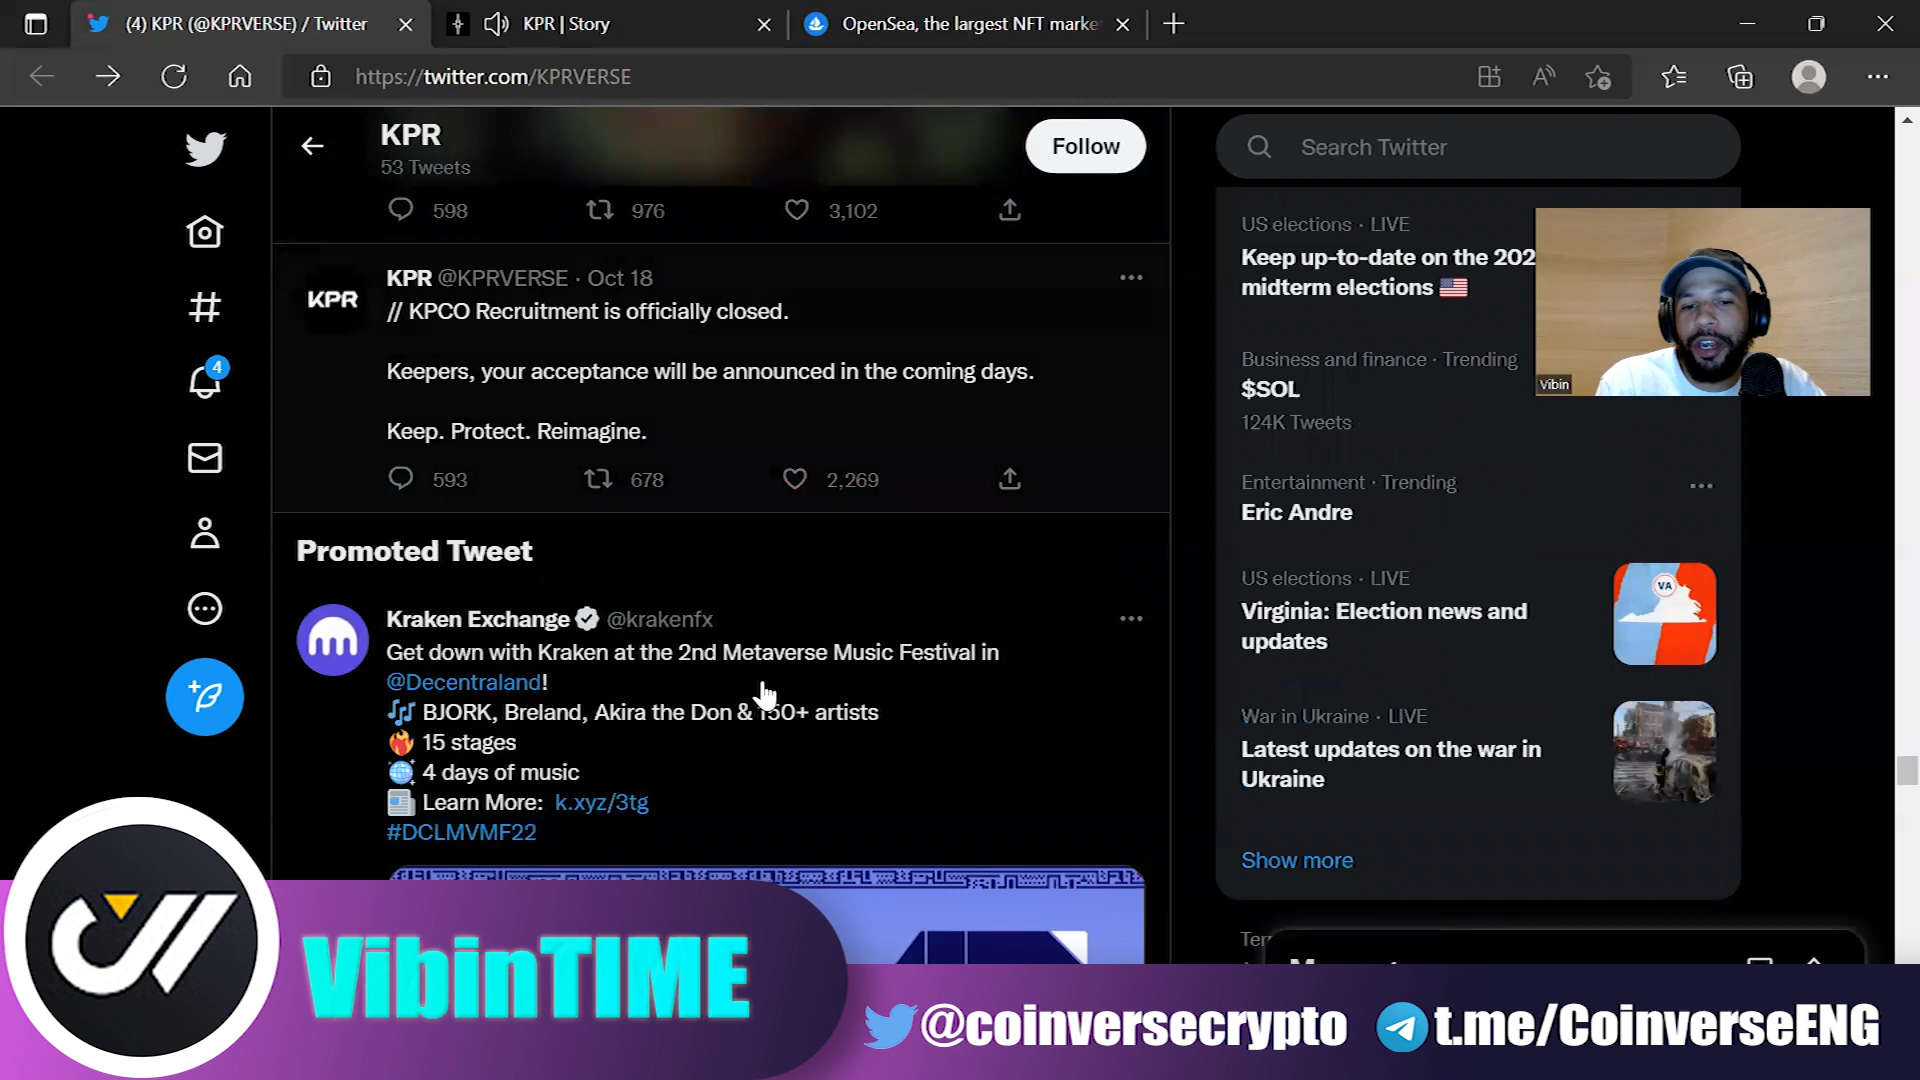 (4) KPR (@KPRVERSE) / Twitter
KPR | Story
OpenSea, the largest NFT marke
https://twitter.com/KPRVERSE
KPR
53 Tweets
Follow
Search Twitter
598
976
3,102
KPR
KPR @KPRVERSE · Oct 18
// KPCO Recruitment is officially closed.
Keepers, your acceptance will be announced in the coming days.
Keep. Protect. Reimagine.
593
678
2,269
Promoted Tweet
Kraken Exchange @krakenfx
Get down with Kraken at the 2nd Metaverse Music Festival in
@Decentraland!
BJORK, Breland, Akira the Don & 150+ artists
15 stages
4 days of music
Learn More: k.xyz/3tg
#DCLMVMF22
4
US elections · LIVE
Keep up-to-date on the 202
midterm elections
Business and finance · Trending
$SOL
124K Tweets
Vibin
Entertainment · Trending
Eric Andre
US elections · LIVE
Virginia: Election news and
updates
VA
War in Ukraine · LIVE
Latest updates on the war in
Ukraine
Show more
VibinTIME
@coinversecrypto
t.me/CoinverseENG